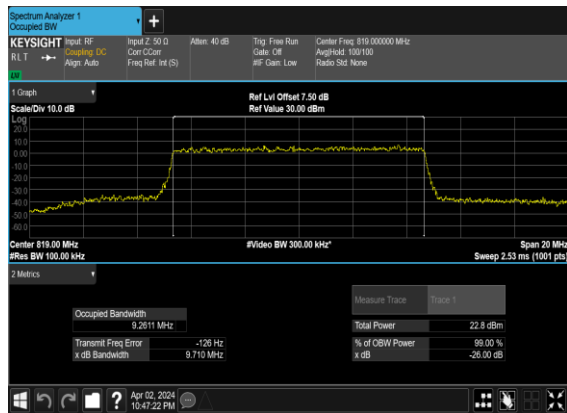 Spectrum Analyzer 1
Occupied BW
KEYSIGHT Input: RF Input Z: 50 Ω Atten: 40 dB Trig: Free Run Center Freq: 819.000000 MHz
R L T Coupling: DC Corr CCorr Gate: Off Avg|Hold: 100/100
Align: Auto Freq Ref: Int (S) #IF Gain: Low Radio Std: None
LW
1 Graph
Ref Lvl Offset 7.50 dB
Scale/Div 10.0 dB Ref Value 30.00 dBm
Log
20.0
10.0
0.00
-10.0
-20.0
-30.0
-40.0
-50.0
-60.0
Center 819.00 MHz #Video BW 300.00 kHz* Span 20 MHz
#Res BW 100.00 kHz Sweep 2.53 ms (1001 pts)
2 Metrics
Measure Trace Trace 1
Occupied Bandwidth
9.2611 MHz Total Power 22.8 dBm
Transmit Freq Error -126 Hz % of OBW Power 99.00 %
x dB Bandwidth 9.710 MHz x dB -26.00 dB
?
Apr 02, 2024
10:47:22 PM